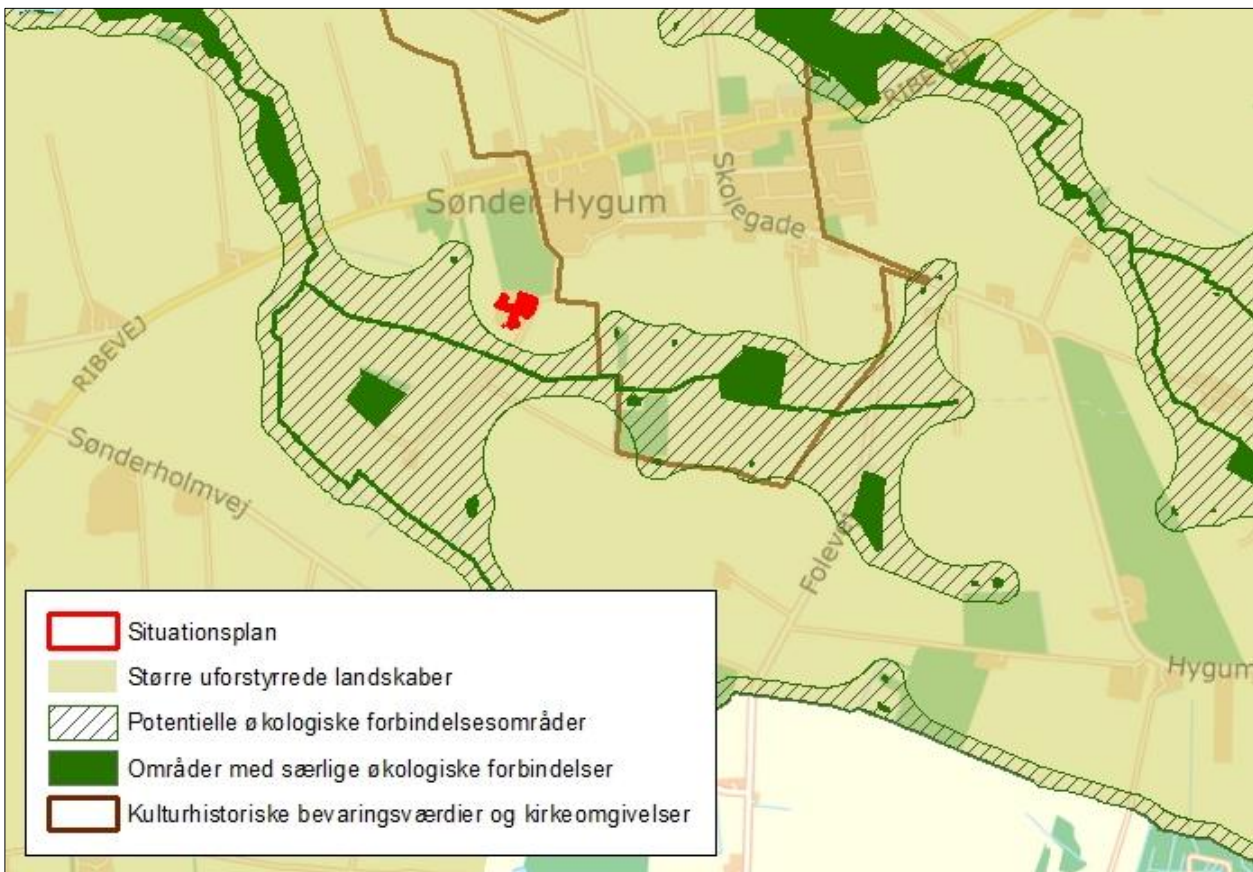 RIBEVEJ
Skolegade
Sønder Hygum
RIBEVEJ
Sønderholmvej
Folevej
Hygum
Situationsplan
Større uforstyrrede landskaber
Potentielle økologiske forbindelsesområder
Områder med særlige økologiske forbindelser
Kulturhistoriske bevaringsværdier og kirkeomgivelser